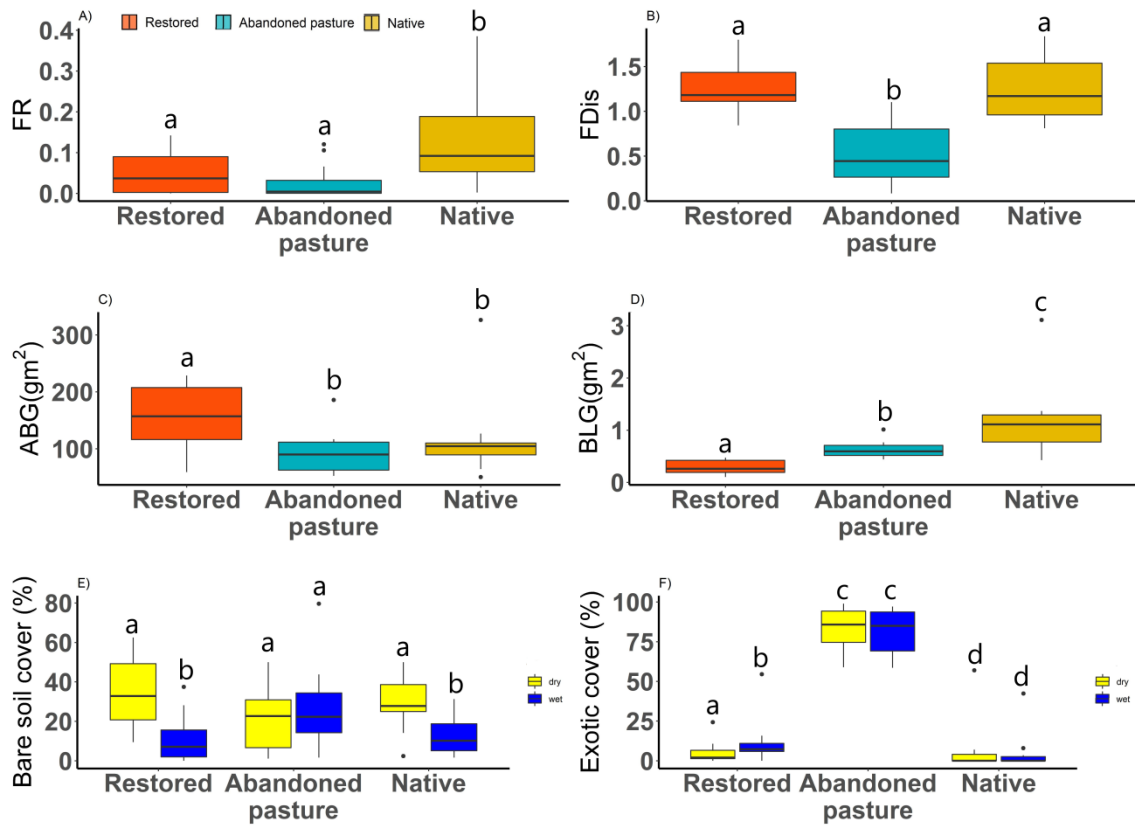 A) Restored Abandoned pasture Native
FR
0.4
0.3
0.2
0.1
0.0
a a b
Restored Abandoned pasture Native
B)
FDis
1.5
1.0
0.5
0.0
a b a
Restored Abandoned pasture Native
C)
ABG(gm²)
300
200
100
a b b
Restored Abandoned pasture Native
D)
BLG(gm²)
3
2
1
0
a b c
Restored Abandoned pasture Native
E)
Bare soil cover (%)
80
60
40
20
0
a b a a a b
dry
wet
Restored Abandoned pasture Native
F)
Exotic cover (%)
100
75
50
25
0
a b c c d d
dry
wet
Restored Abandoned pasture Native